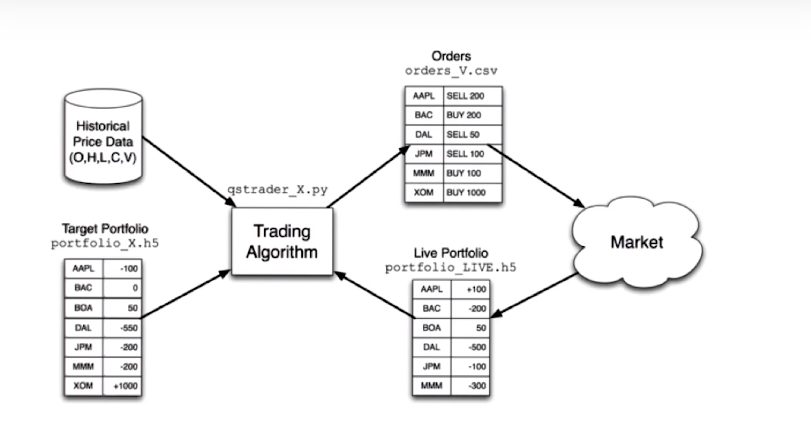 Orders
orders_V.csv
AAPL SELL 200
BAC BUY 200
DAL SELL 50
JPM SELL 100
MMM BUY 100
XOM BUY 1000
Historical
Price Data
(O,H,L,C,V)
qstrader_X.py
Trading
Algorithm
Target Portfolio
portfolio_X.h5
AAPL -100
BAC 0
BOA 50
DAL -550
JPM -200
MMM -200
XOM +1000
Live Portfolio
portfolio_LIVE.h5
AAPL +100
BAC -200
BOA 50
DAL -500
JPM -100
MMM -300
Market